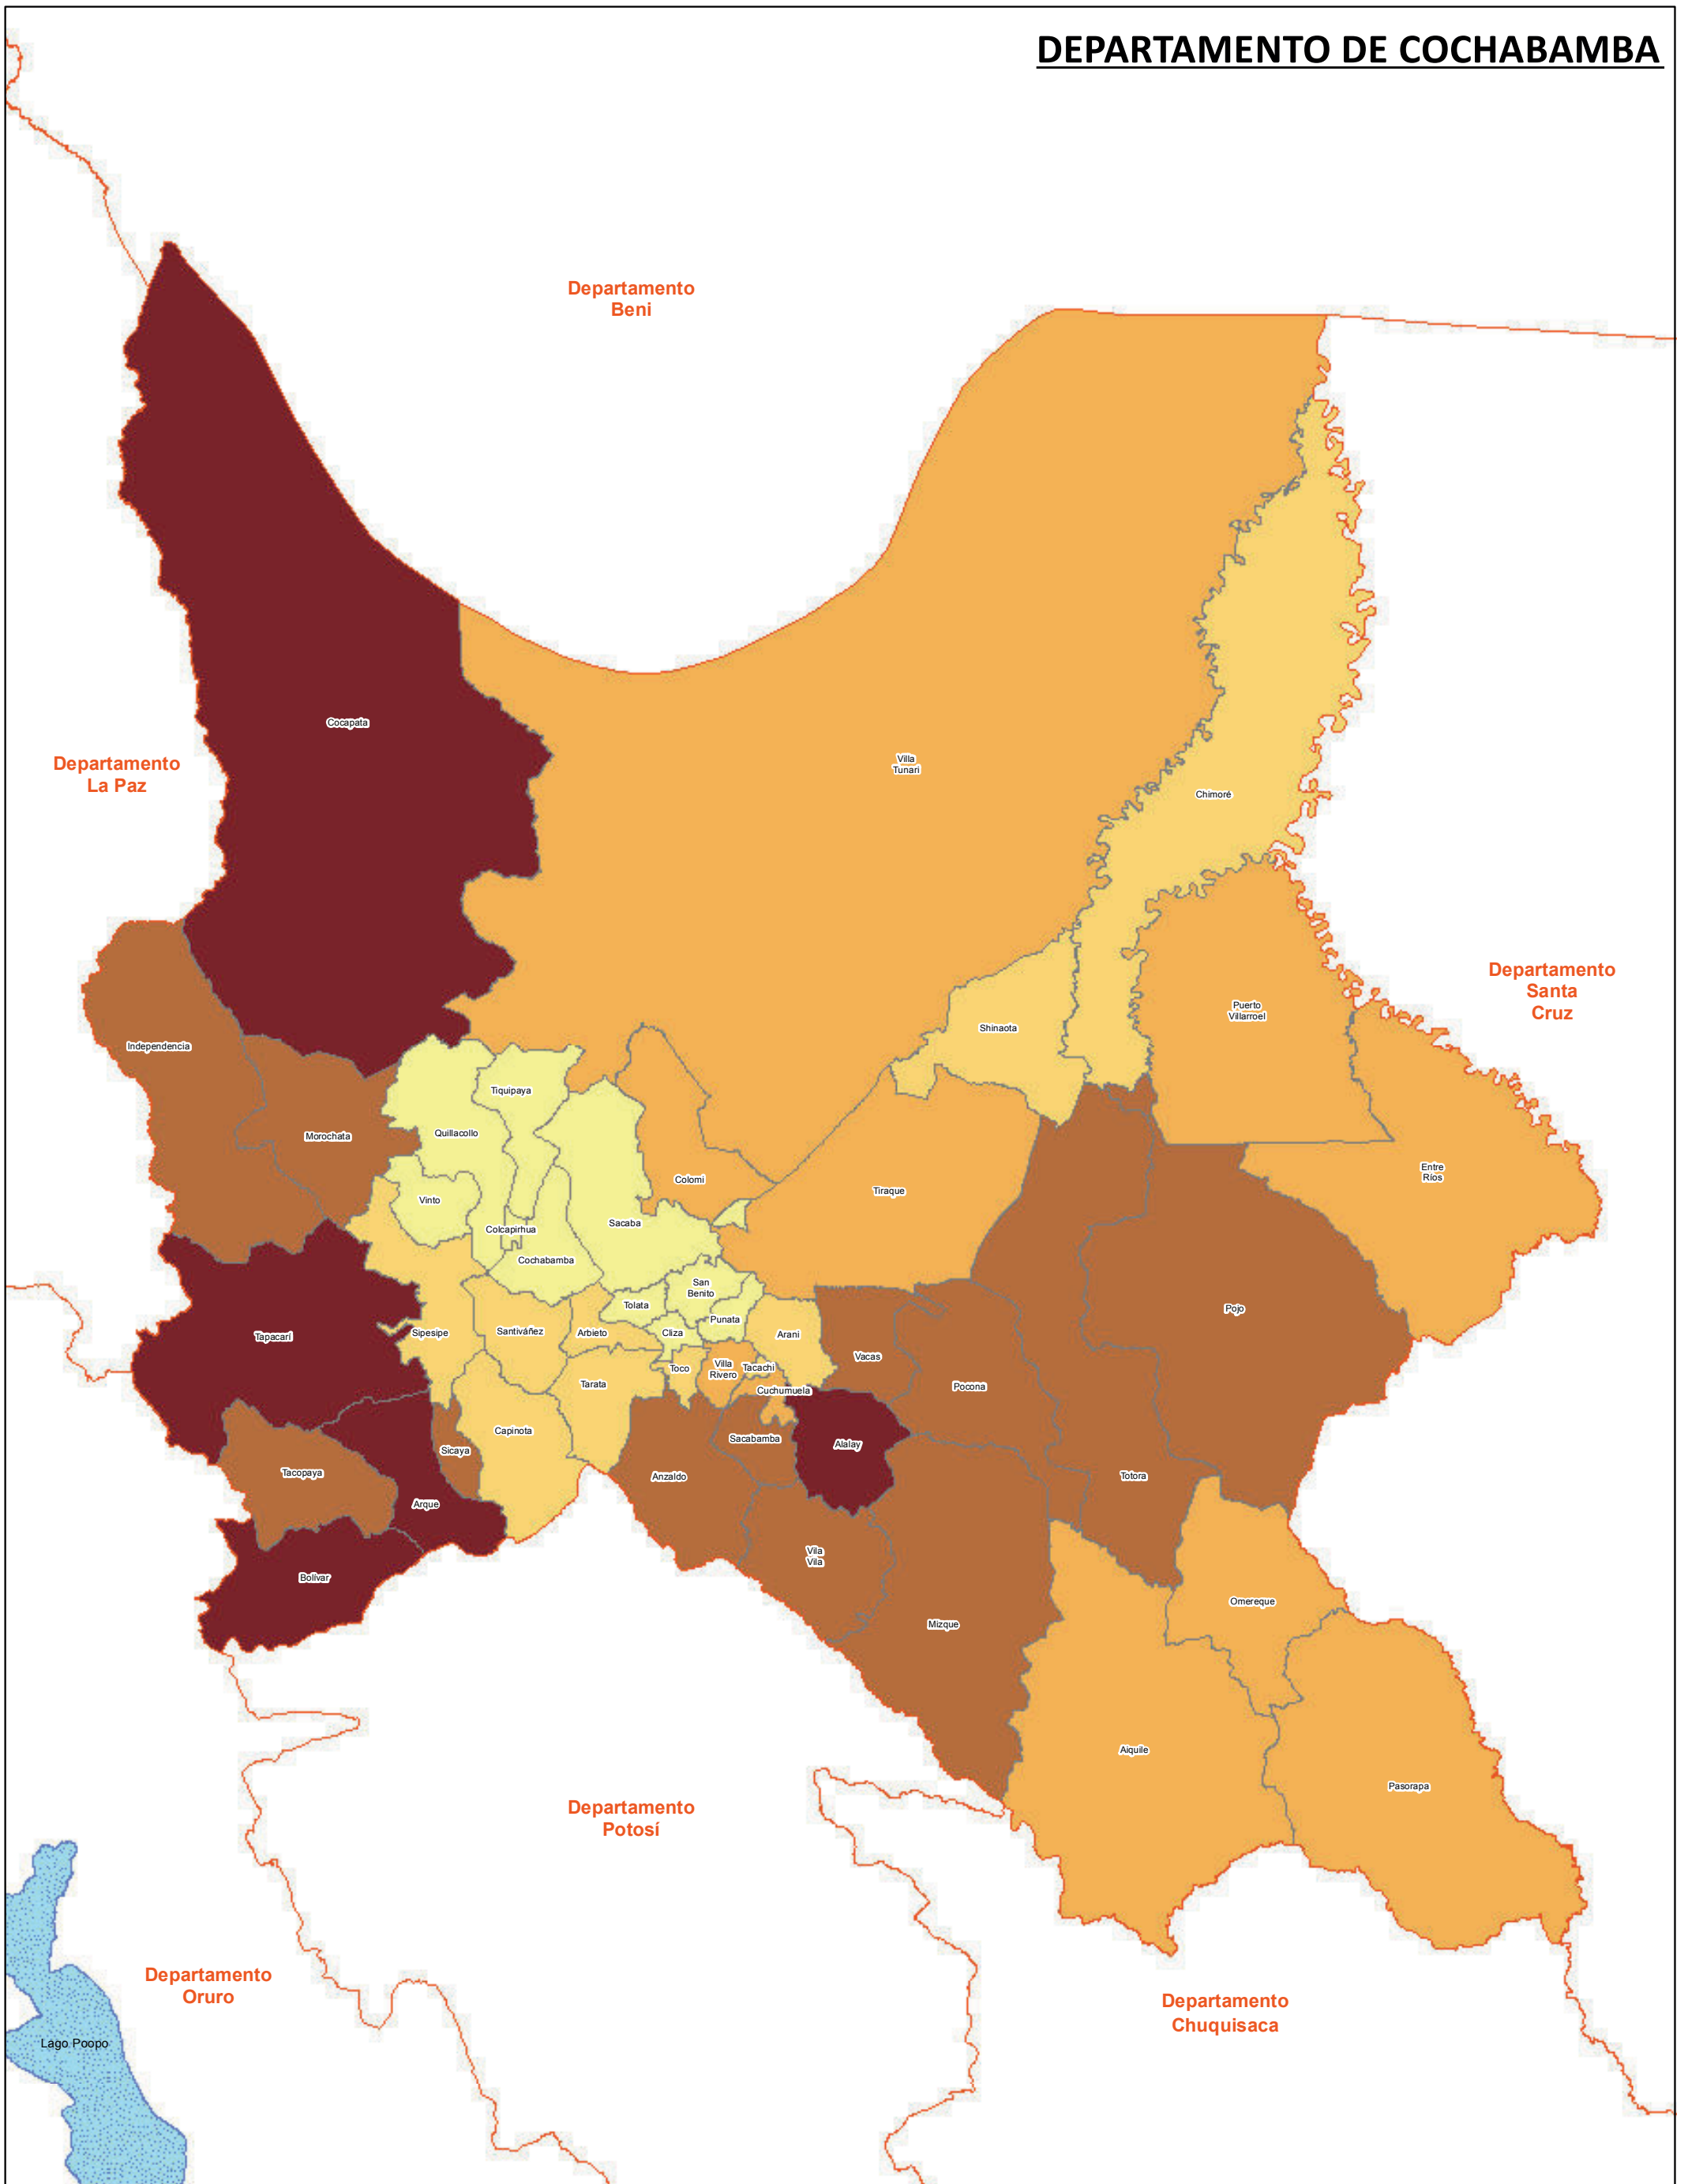 DEPARTAMENTO DE COCHABAMBA
Departamento
Beni
Cocapata
Departamento
La Paz
Villa
Tunari
Chimoré
Departamento
Santa
Cruz
Puerto
Villarroel
Shinaota
Independencia
Tiquipaya
Quillacollo
Morochata
Colomi
Entre
Rios
Tiraque
Vinto
Sacaba
Colcapirhua
Cochabamba
San
Benito
Tolata
Pojo
Punata
Santiváñez
Arbieto
Cliza
Sipesipe
Arani
Tapacarí
Vacas
Toco
Villa
Rivero
Tacachi
Tarata
Pocona
Cuchumuela
Capinota
Sacabamba
Alalay
Sicaya
Tacopaya
Anzaldo
Totora
Arque
Vila
Vila
Bolívar
Omereque
Mizque
Aiquile
Pasorapa
Departamento
Potosí
Departamento
Oruro
Departamento
Chuquisaca
Lago Poopo